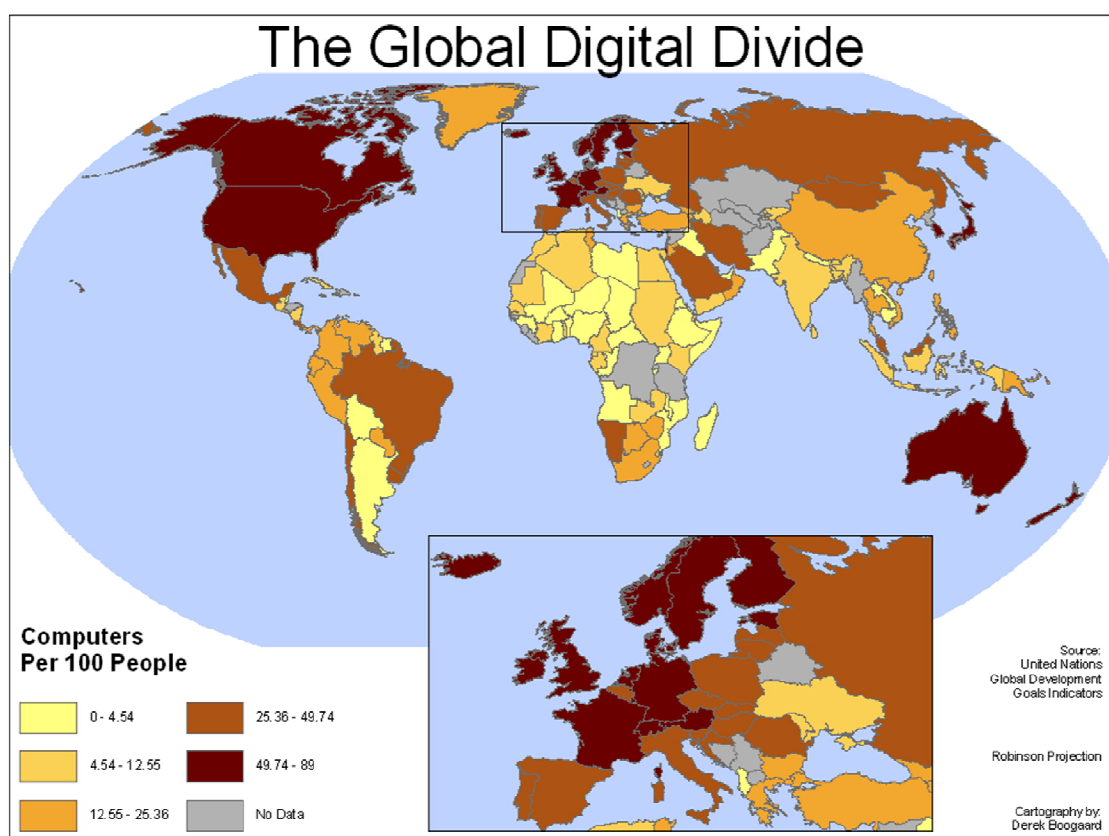 The Global Digital Divide
Computers
Per 100 People
0 - 4.54
25.36 - 49.74
4.54 - 12.55
49.74 - 89
12.55 - 25.36
No Data
Source:
United Nations
Global Development
Goals Indicators
Robinson Projection
Cartography by:
Derek Boogaard